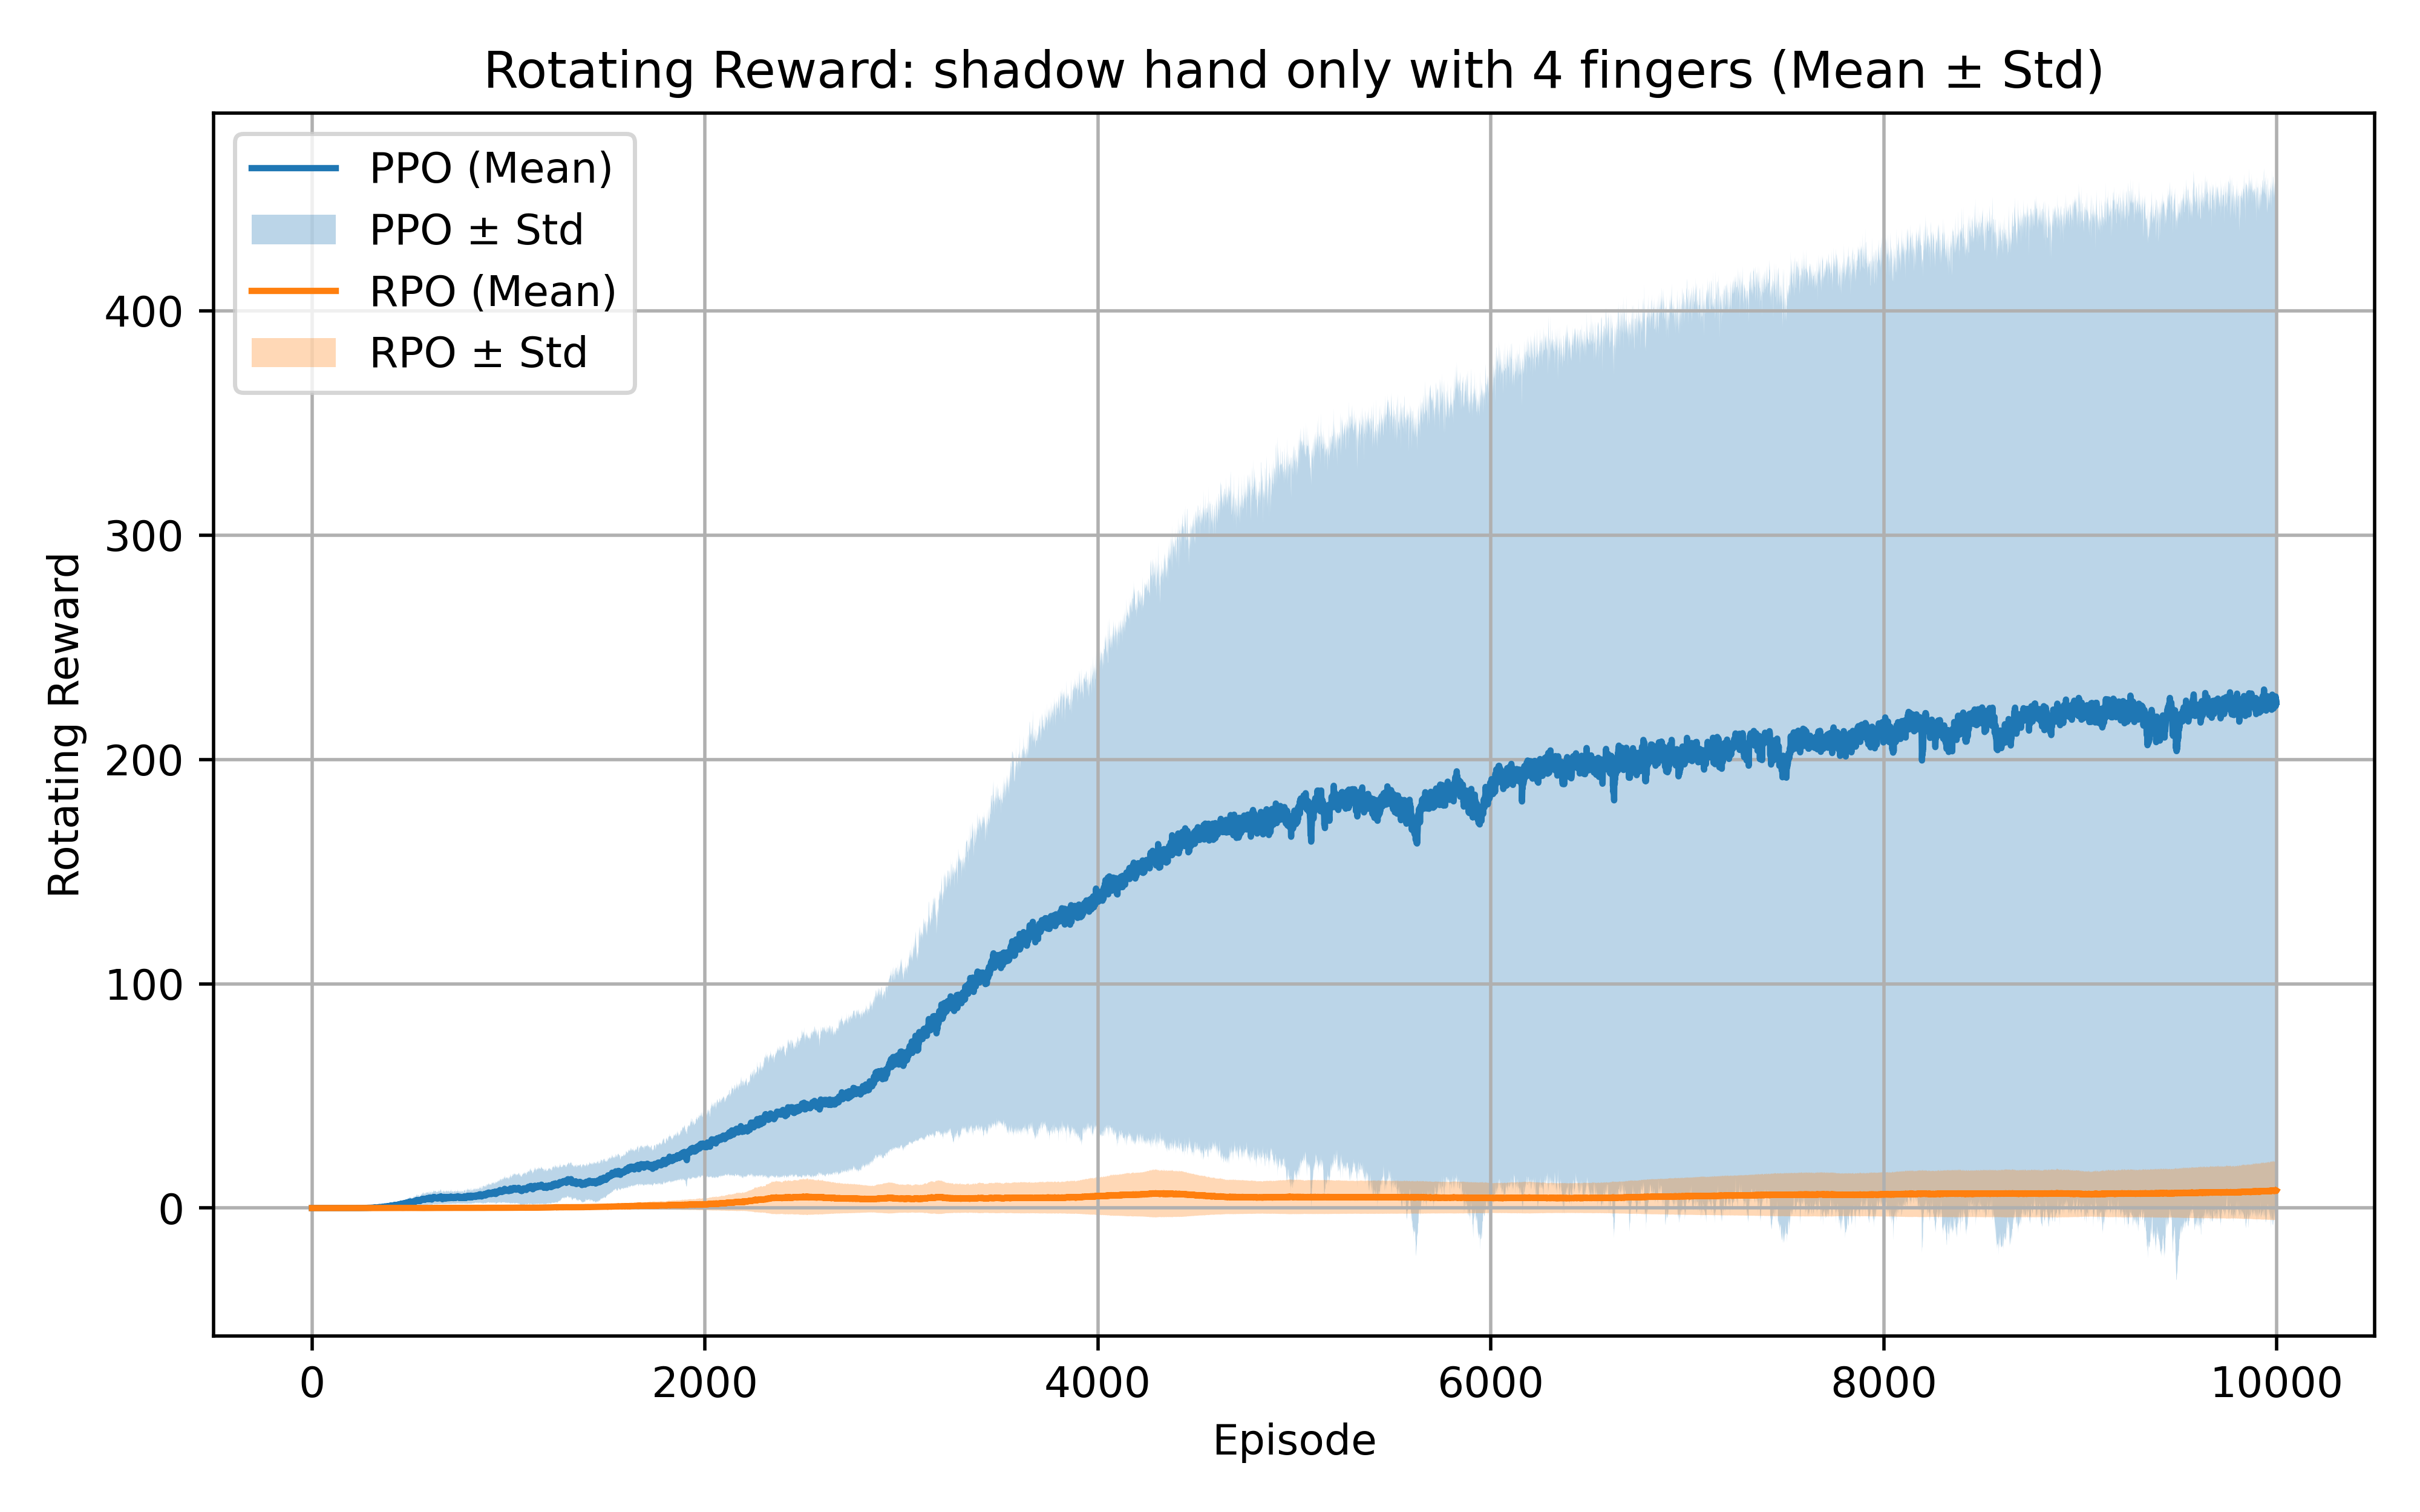 Rotating Reward: shadow hand only with 4 fingers (Mean ± Std)
PPO (Mean)
PPO ± Std
RPO (Mean)
RPO ± Std
Rotating Reward
400
300
200
100
0
0 2000 4000 6000 8000 10000
Episode